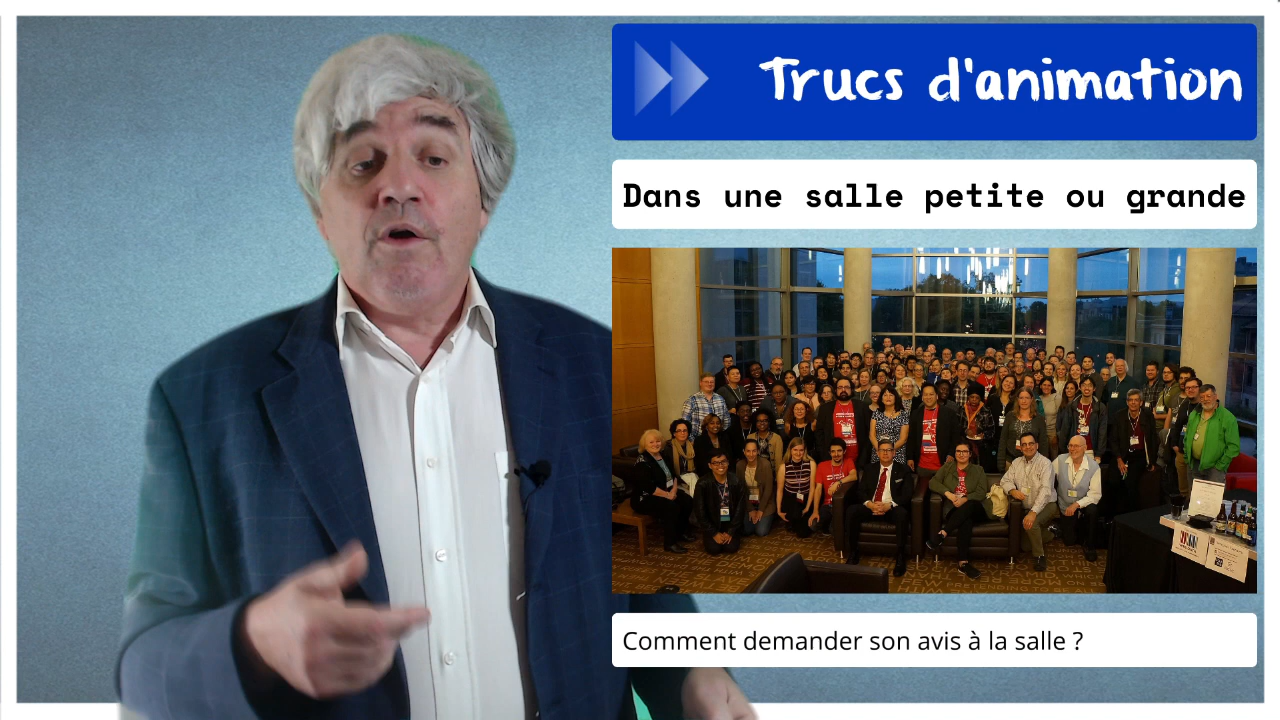 Trucs d'animation
Dans une salle petite ou grande
Comment demander son avis à la salle ?